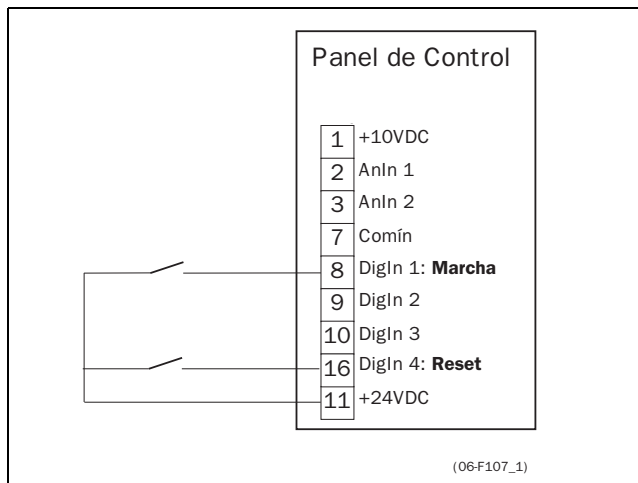 Panel de Control
1 +10VDC
2 AnIn 1
3 AnIn 2
7 Comín
8 DigIn 1: Marcha
9 DigIn 2
10 DigIn 3
16 DigIn 4: Reset
11 +24VDC
(06-F107_1)